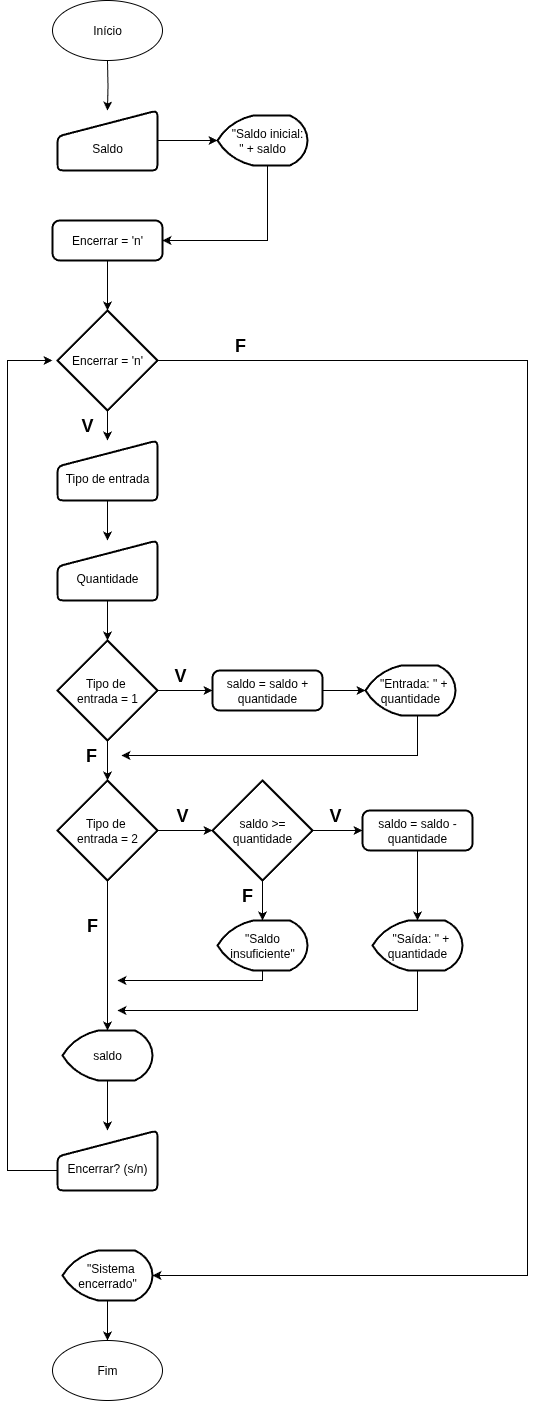 Início
Saldo
"Saldo inicial:
" + saldo
Encerrar = 'n'
Encerrar = 'n'
F
V
Tipo de entrada
Quantidade
Tipo de
entrada = 1
V
saldo = saldo +
quantidade
"Entrada: " +
quantidade
F
Tipo de
entrada = 2
V
saldo >=
quantidade
V
saldo = saldo -
quantidade
F
F
"Saldo
insuficiente"
"Saída: " +
quantidade
saldo
Encerrar? (s/n)
"Sistema
encerrado"
Fim